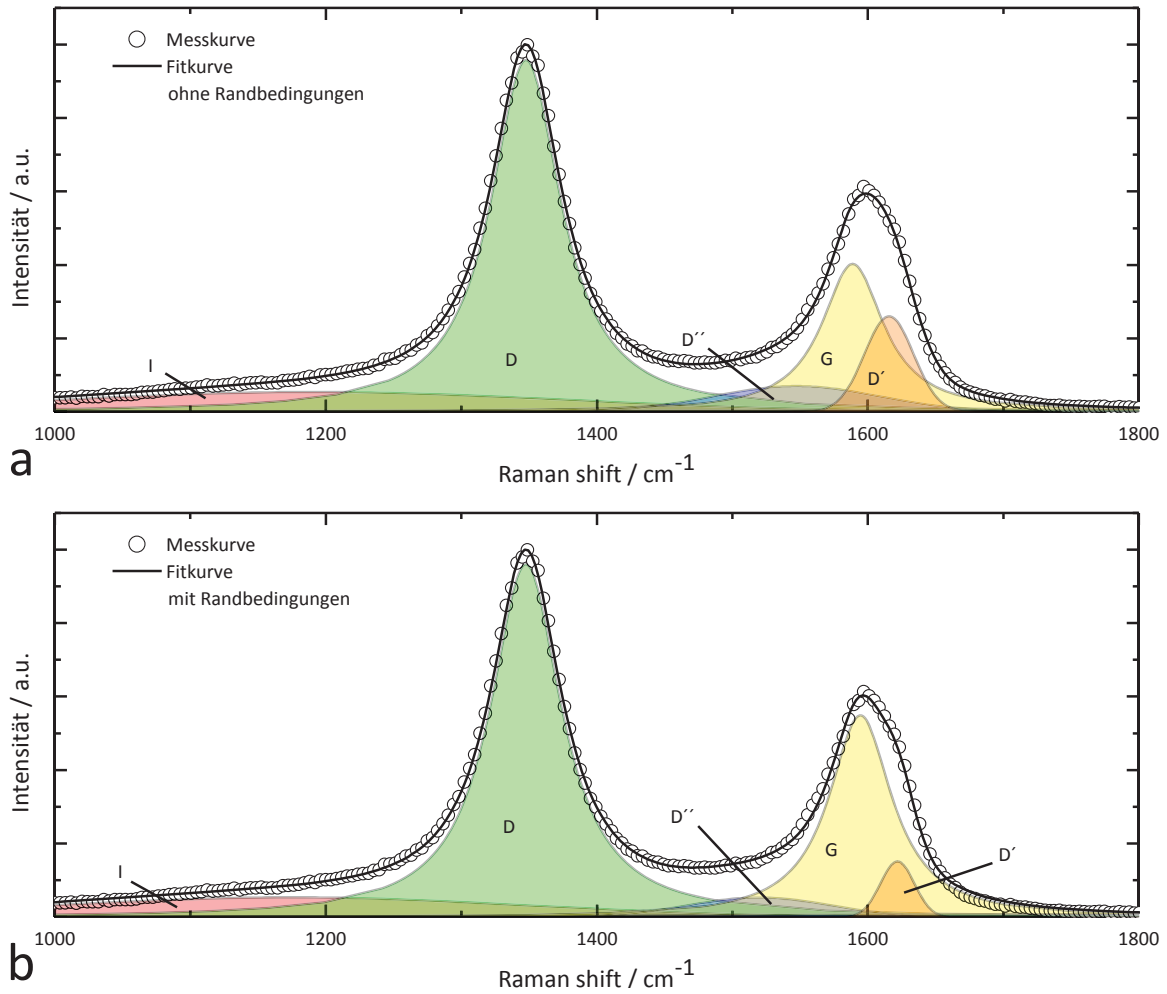 Messkurve
Fitkurve
ohne Randbedingungen
Intensität / a.u.
I
D
D´´
G
D´
1000
1200
1400
1600
1800
Raman shift / cm⁻¹
a
Messkurve
Fitkurve
mit Randbedingungen
Intensität / a.u.
I
D
D´´
G
D´
1000
1200
1400
1600
1800
Raman shift / cm⁻¹
b